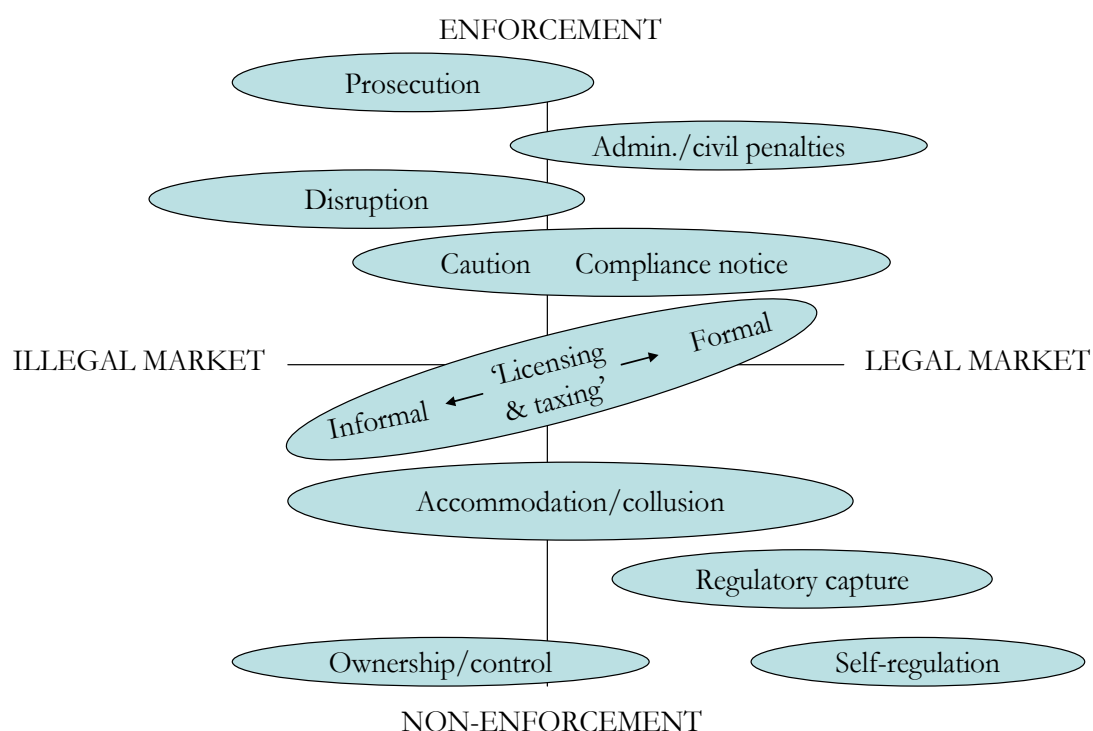 ENFORCEMENT
Prosecution
Admin./civil penalties
Disruption
Caution Compliance notice
Formal
ILLEGAL MARKET
‘Licensing
& taxing’
LEGAL MARKET
Informal
Accommodation/collusion
Regulatory capture
Ownership/control
Self-regulation
NON-ENFORCEMENT